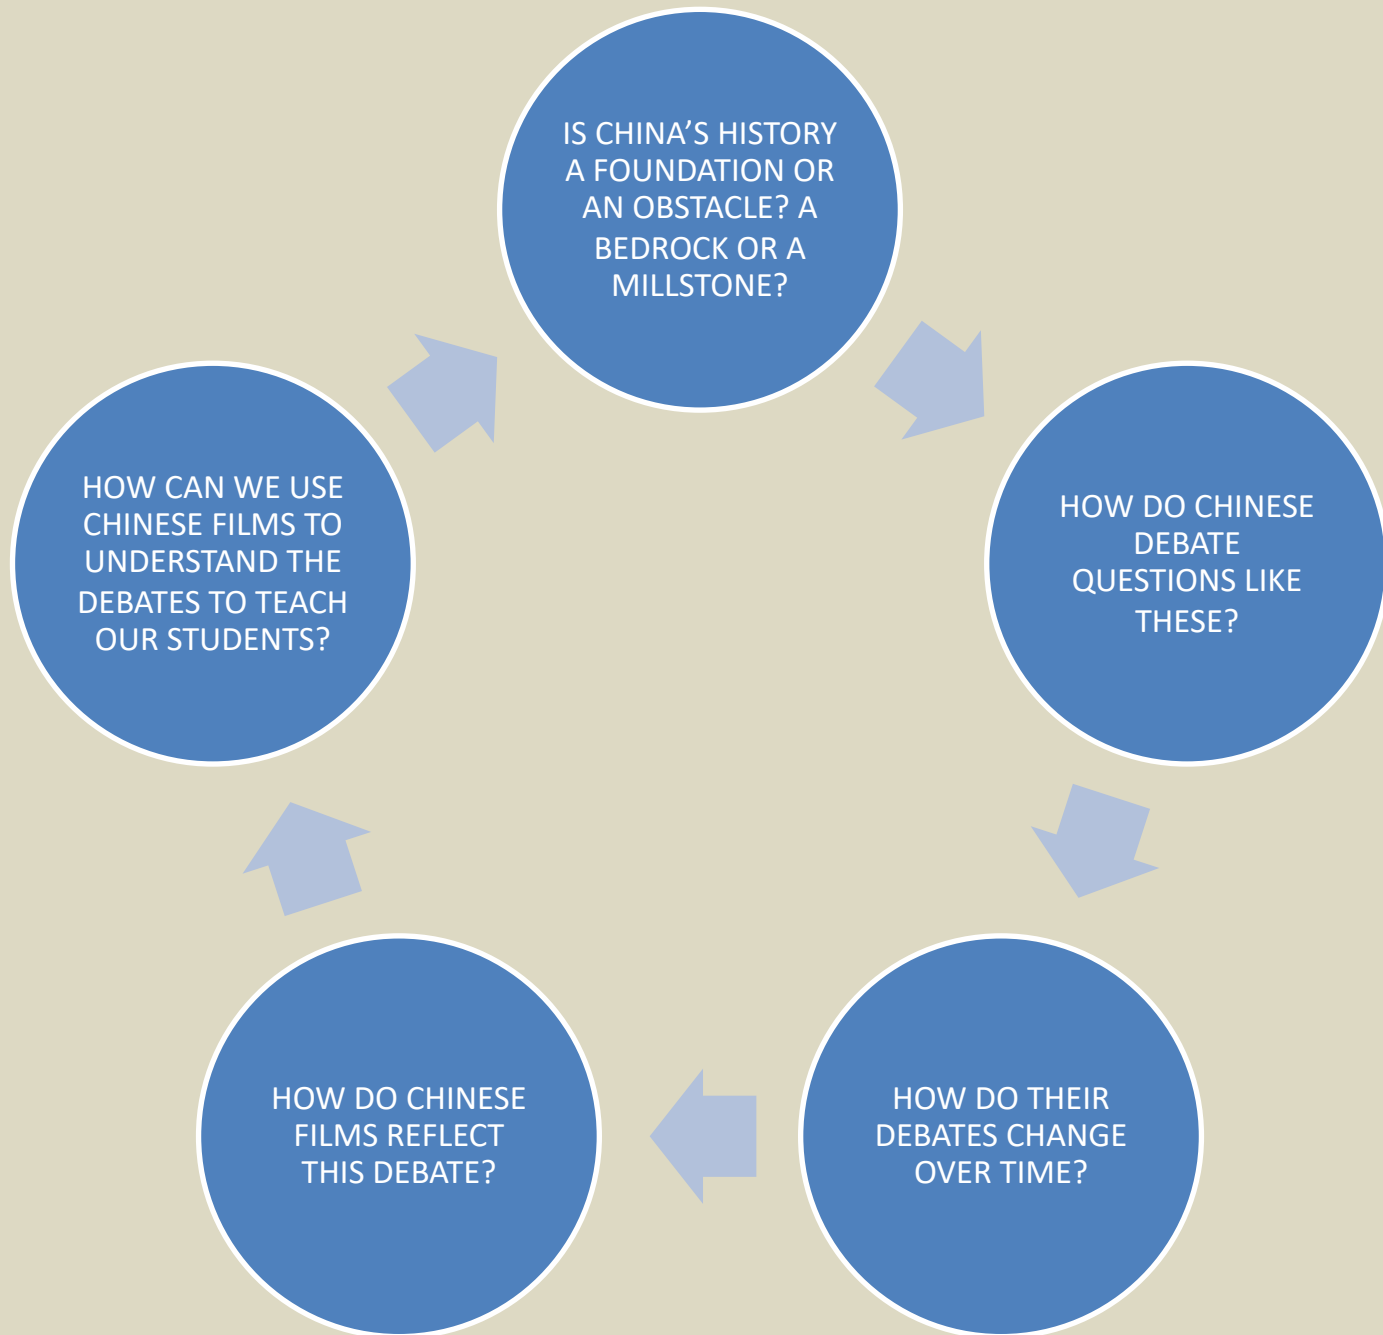 IS CHINA’S HISTORY
A FOUNDATION OR
AN OBSTACLE? A
BEDROCK OR A
MILLSTONE?
HOW DO CHINESE
DEBATE
QUESTIONS LIKE
THESE?
HOW DO THEIR
DEBATES CHANGE
OVER TIME?
HOW DO CHINESE
FILMS REFLECT
THIS DEBATE?
HOW CAN WE USE
CHINESE FILMS TO
UNDERSTAND THE
DEBATES TO TEACH
OUR STUDENTS?